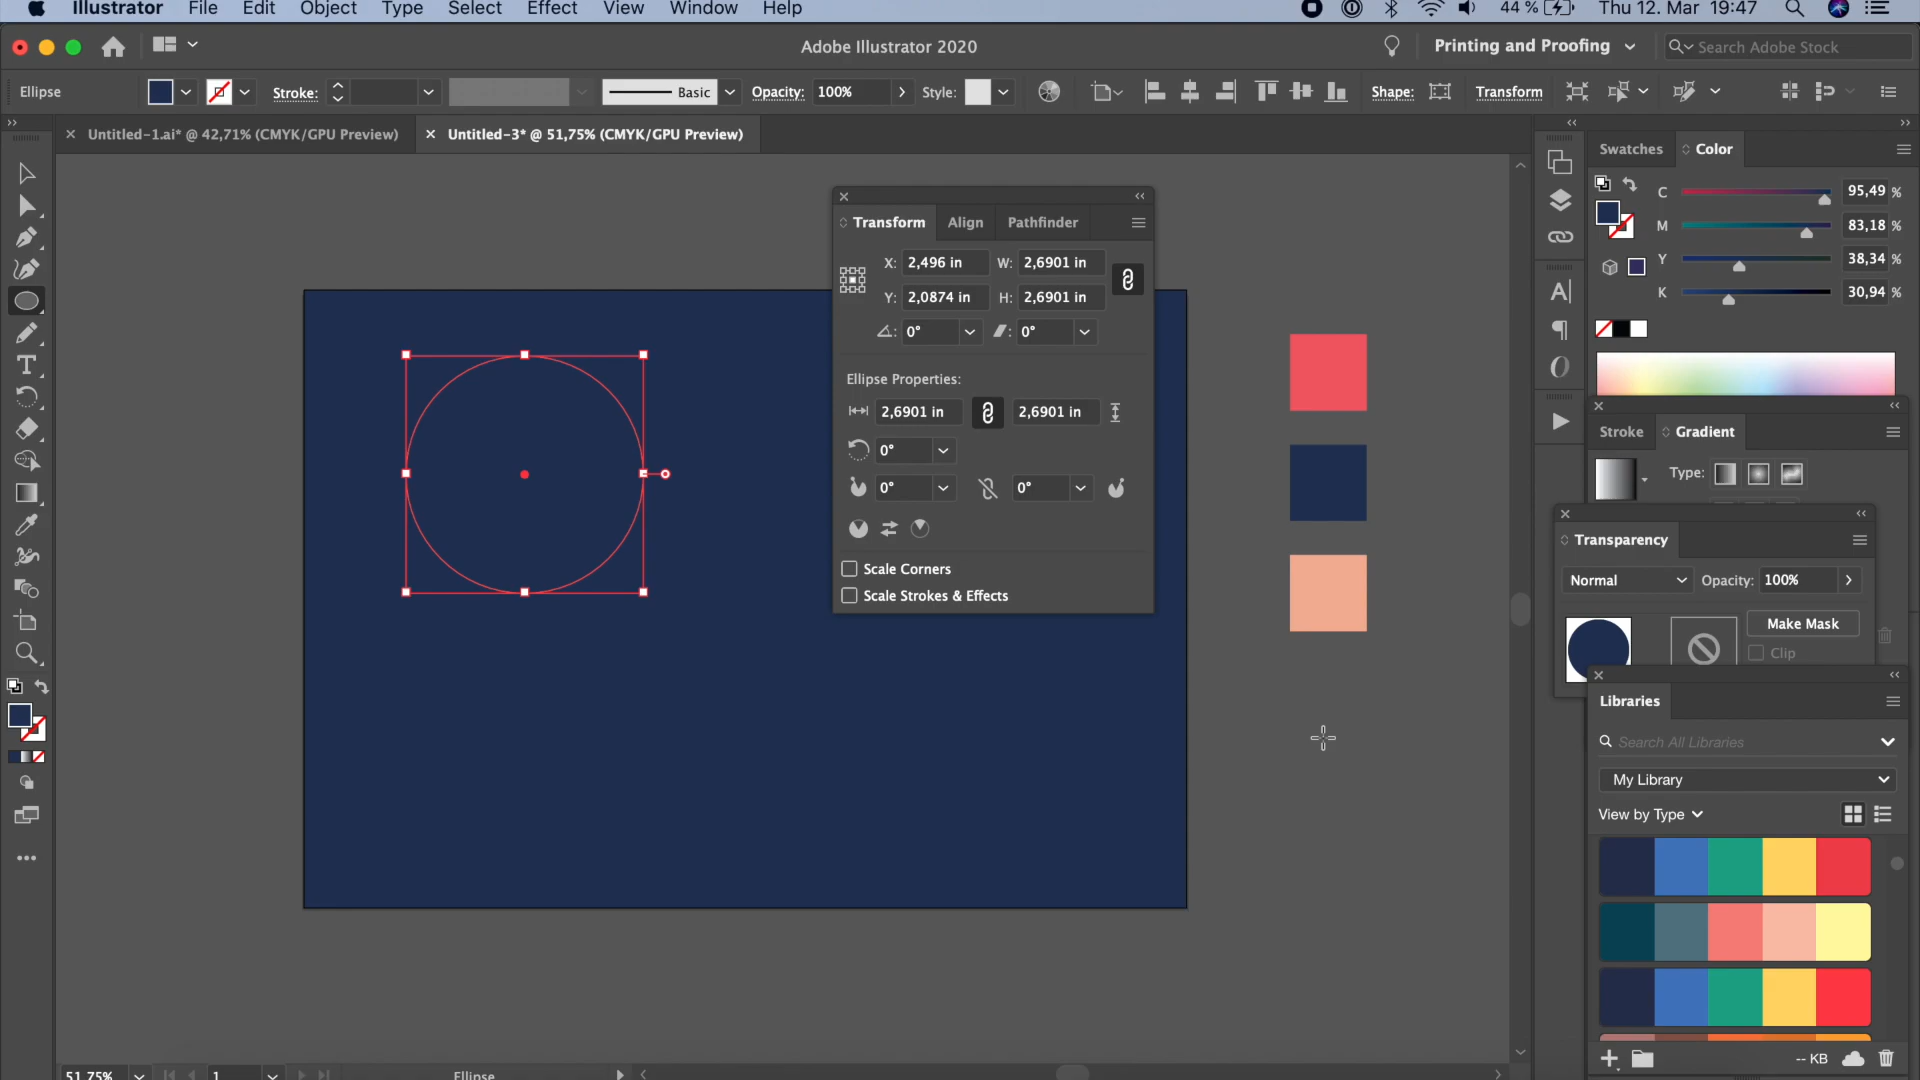 Illustrator File Edit Object Type Select Effect View Window Help 44 % Thu 12. Mar 19:47
Adobe Illustrator 2020 Printing and Proofing Search Adobe Stock
Ellipse Stroke: Basic Opacity: 100% Style: Shape: Transform
Untitled-1.ai* @ 42,71% (CMYK/GPU Preview) Untitled-3* @ 51,75% (CMYK/GPU Preview)
Transform Align Pathfinder
X: 2,496 in W: 2,6901 in
Y: 2,0874 in H: 2,6901 in
0° 0°
Ellipse Properties:
2,6901 in 2,6901 in
0°
0° 0°
Scale Corners
Scale Strokes & Effects
Swatches Color
C 95,49 %
M 83,18 %
Y 38,34 %
K 30,94 %
Stroke Gradient
Type:
Transparency
Normal Opacity: 100%
Make Mask
Clip
Libraries
Search All Libraries
My Library
View by Type
-- KB
51,75% 1 Ellipse